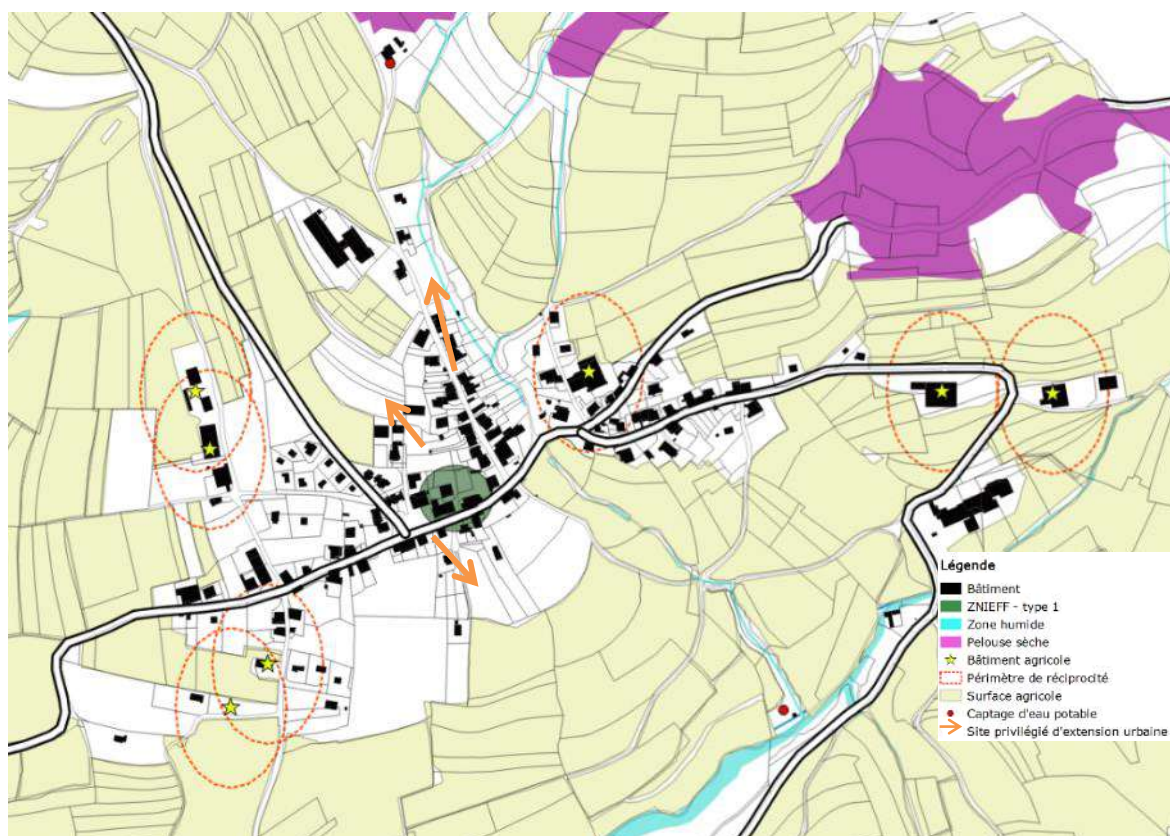 Légende
Bâtiment
ZNIEFF - type 1
Zone humide
Pelouse sèche
Bâtiment agricole
Périmètre de réciprocité
Surface agricole
Captage d'eau potable
Site privilégié d'extension urbaine